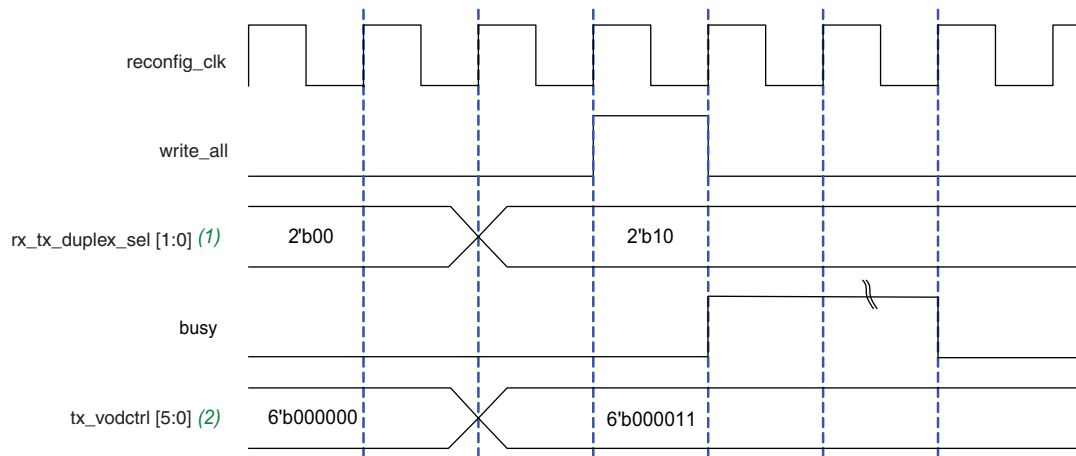 reconfig_clk
write_all
rx_tx_duplex_sel [1:0] (1) 2'b00 2'b10
busy
tx_vodctrl [5:0] (2) 6'b000000 6'b000011